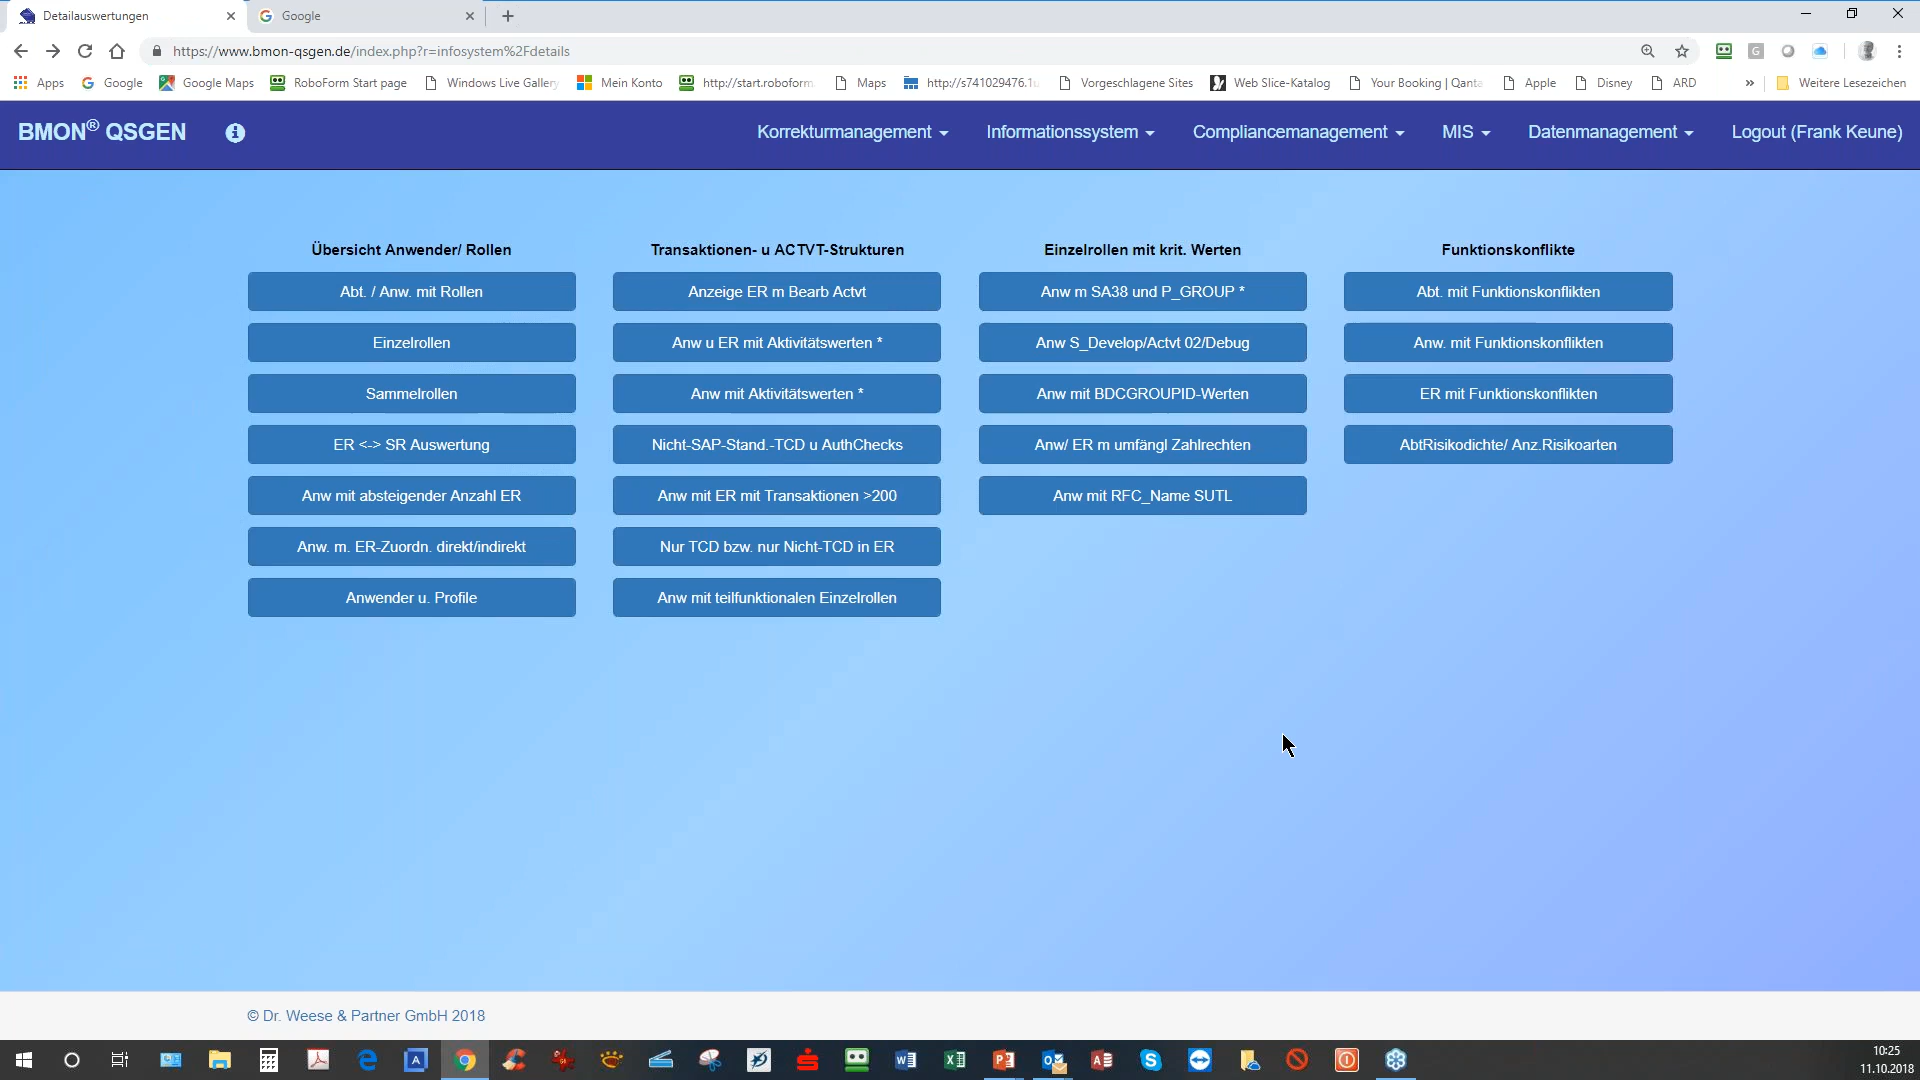 Detailauswertungen
Google
https://www.bmon-qsgen.de/index.php?r=infosystem%2Fdetails
Apps Google Google Maps RoboForm Start page Windows Live Gallery Mein Konto http://start.roboform. Maps http://s741029476.1 Vorgeschlagene Sites Web Slice-Katalog Your Booking | Qanta Apple Disney ARD » Weitere Lesezeichen
BMON® QSGEN Korrekturmanagement Informationssystem Compliancemanagement MIS Datenmanagement Logout (Frank Keune)
Übersicht Anwender/ Rollen
Abt. / Anw. mit Rollen
Einzelrollen
Sammelrollen
ER <-> SR Auswertung
Anw mit absteigender Anzahl ER
Anw. m. ER-Zuordn. direkt/indirekt
Anwender u. Profile
Transaktionen- u ACTVT-Strukturen
Anzeige ER m Bearb Actvt
Anw u ER mit Aktivitätswerten *
Anw mit Aktivitätswerten *
Nicht-SAP-Stand.-TCD u AuthChecks
Anw mit ER mit Transaktionen >200
Nur TCD bzw. nur Nicht-TCD in ER
Anw mit teilfunktionalen Einzelrollen
Einzelrollen mit krit. Werten
Anw m SA38 und P_GROUP *
Anw S_Develop/Actvt 02/Debug
Anw mit BDCGROUPID-Werten
Anw/ ER m umfängl Zahlrechten
Anw mit RFC_Name SUTL
Funktionskonflikte
Abt. mit Funktionskonflikten
Anw. mit Funktionskonflikten
ER mit Funktionskonflikten
AbtRisikodichte/ Anz.Risikoarten
© Dr. Weese & Partner GmbH 2018
10:25
11.10.2018